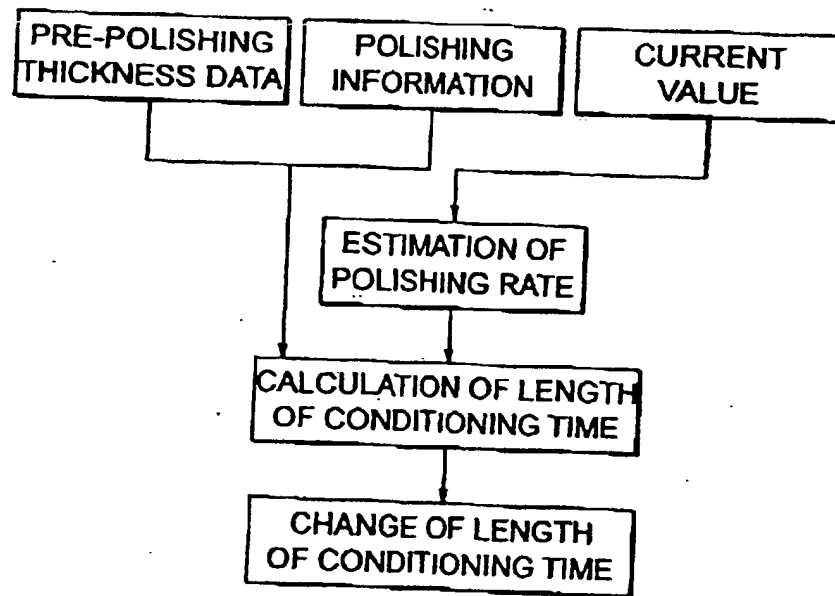 PRE-POLISHING
THICKNESS DATA
POLISHING
INFORMATION
CURRENT
VALUE
ESTIMATION OF
POLISHING RATE
CALCULATION OF LENGTH
OF CONDITIONING TIME
CHANGE OF LENGTH
OF CONDITIONING TIME